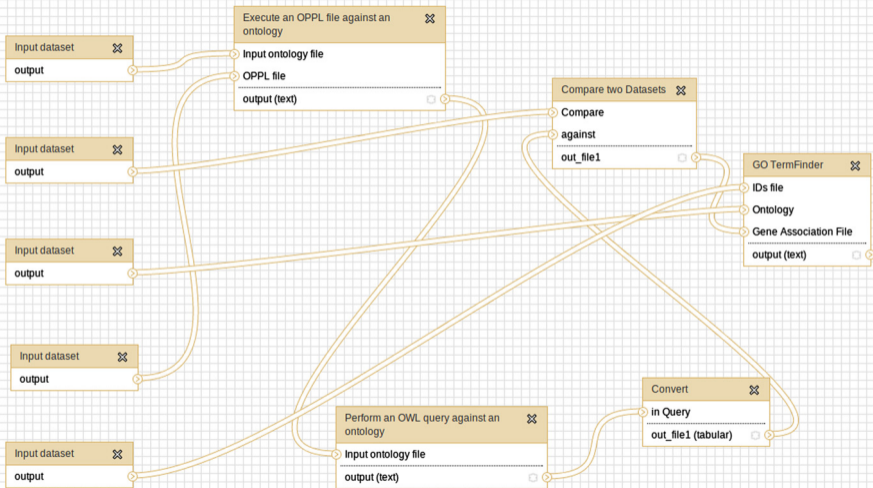 Execute an OPPL file against an
ontology
Input ontology file
OPPL file
output (text)
Input dataset
output
Compare two Datasets
Compare
against
out_file1
Input dataset
output
GO TermFinder
IDs file
Ontology
Gene Association File
output (text)
Input dataset
output
Input dataset
output
Convert
in Query
out_file1 (tabular)
Perform an OWL query against an
ontology
Input ontology file
output (text)
Input dataset
output